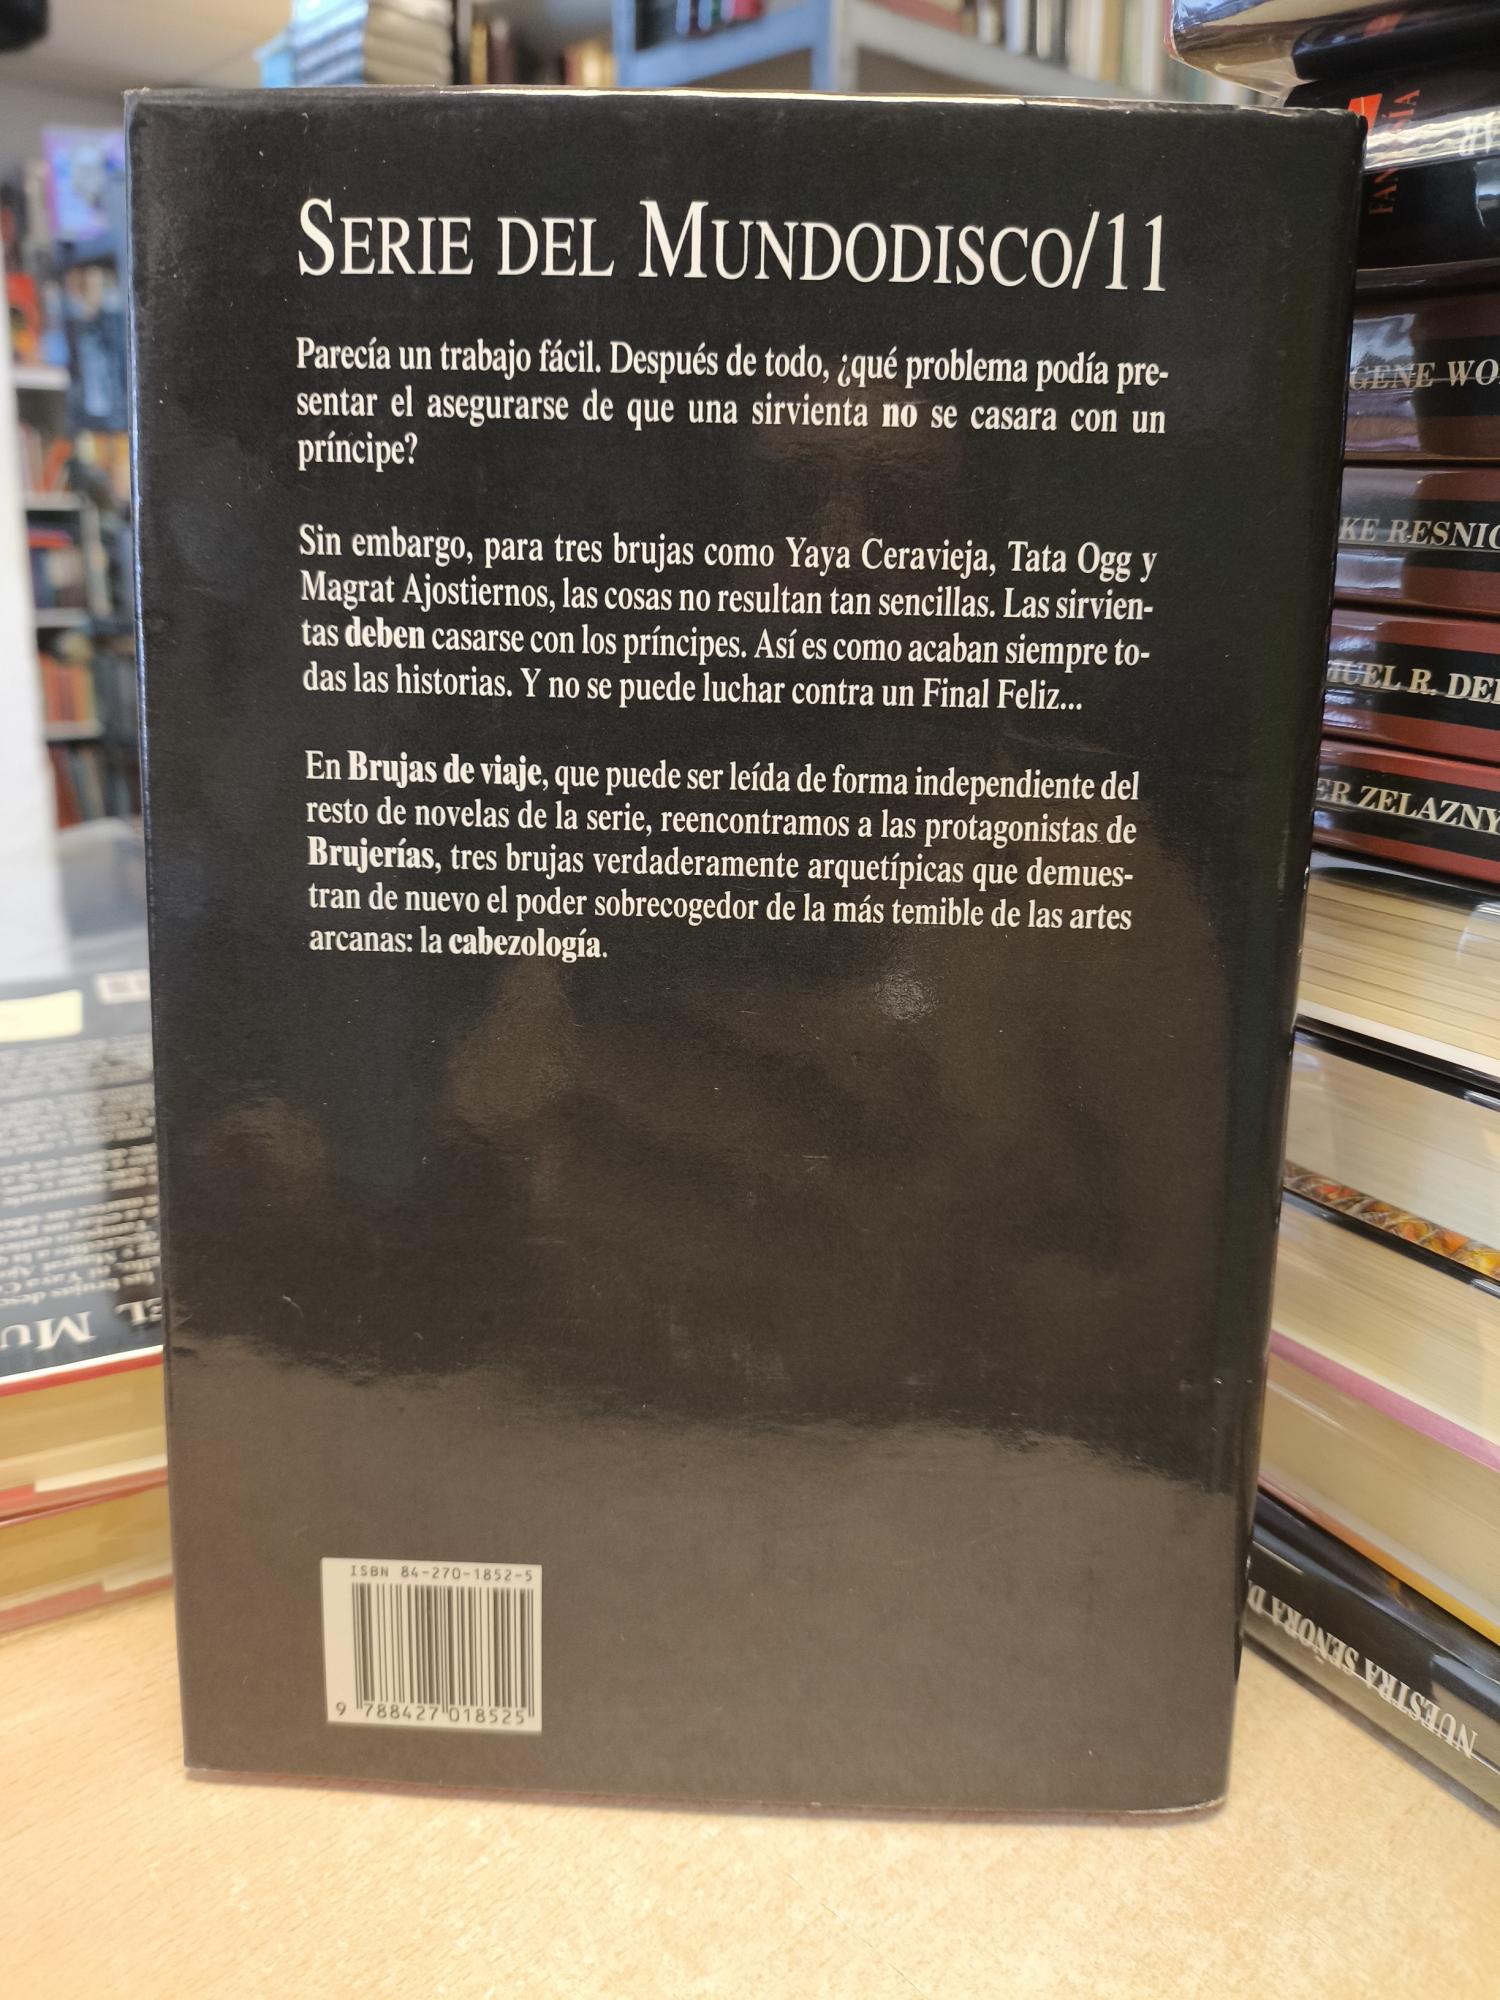 SERIE DEL MUNDODISCO/11
Parecía un trabajo fácil. Después de todo, ¿qué problema podía pre-
sentar el asegurarse de que una sirvienta no se casara con un
príncipe?
Sin embargo, para tres brujas como Yaya Ceravieja, Tata Ogg y
Magrat Ajostiernos, las cosas no resultan tan sencillas. Las sirvien-
tas deben casarse con los príncipes. Así es como acaban siempre to-
das las historias. Y no se puede luchar contra un Final Feliz...
En Brujas de viaje, que puede ser leída de forma independiente del
resto de novelas de la serie, reencontramos a las protagonistas de
Brujerías, tres brujas verdaderamente arquetípicas que demues-
tran de nuevo el poder sobrecogedor de la más temible de las artes
arcanas: la cabezología.
ISBN 84-270-1852-5
9 788427 018525
GENE WO
KE RESNIC
MUEL R. DEL
ER ZELAZNY
NUESTRA SEÑORA D
EL MU